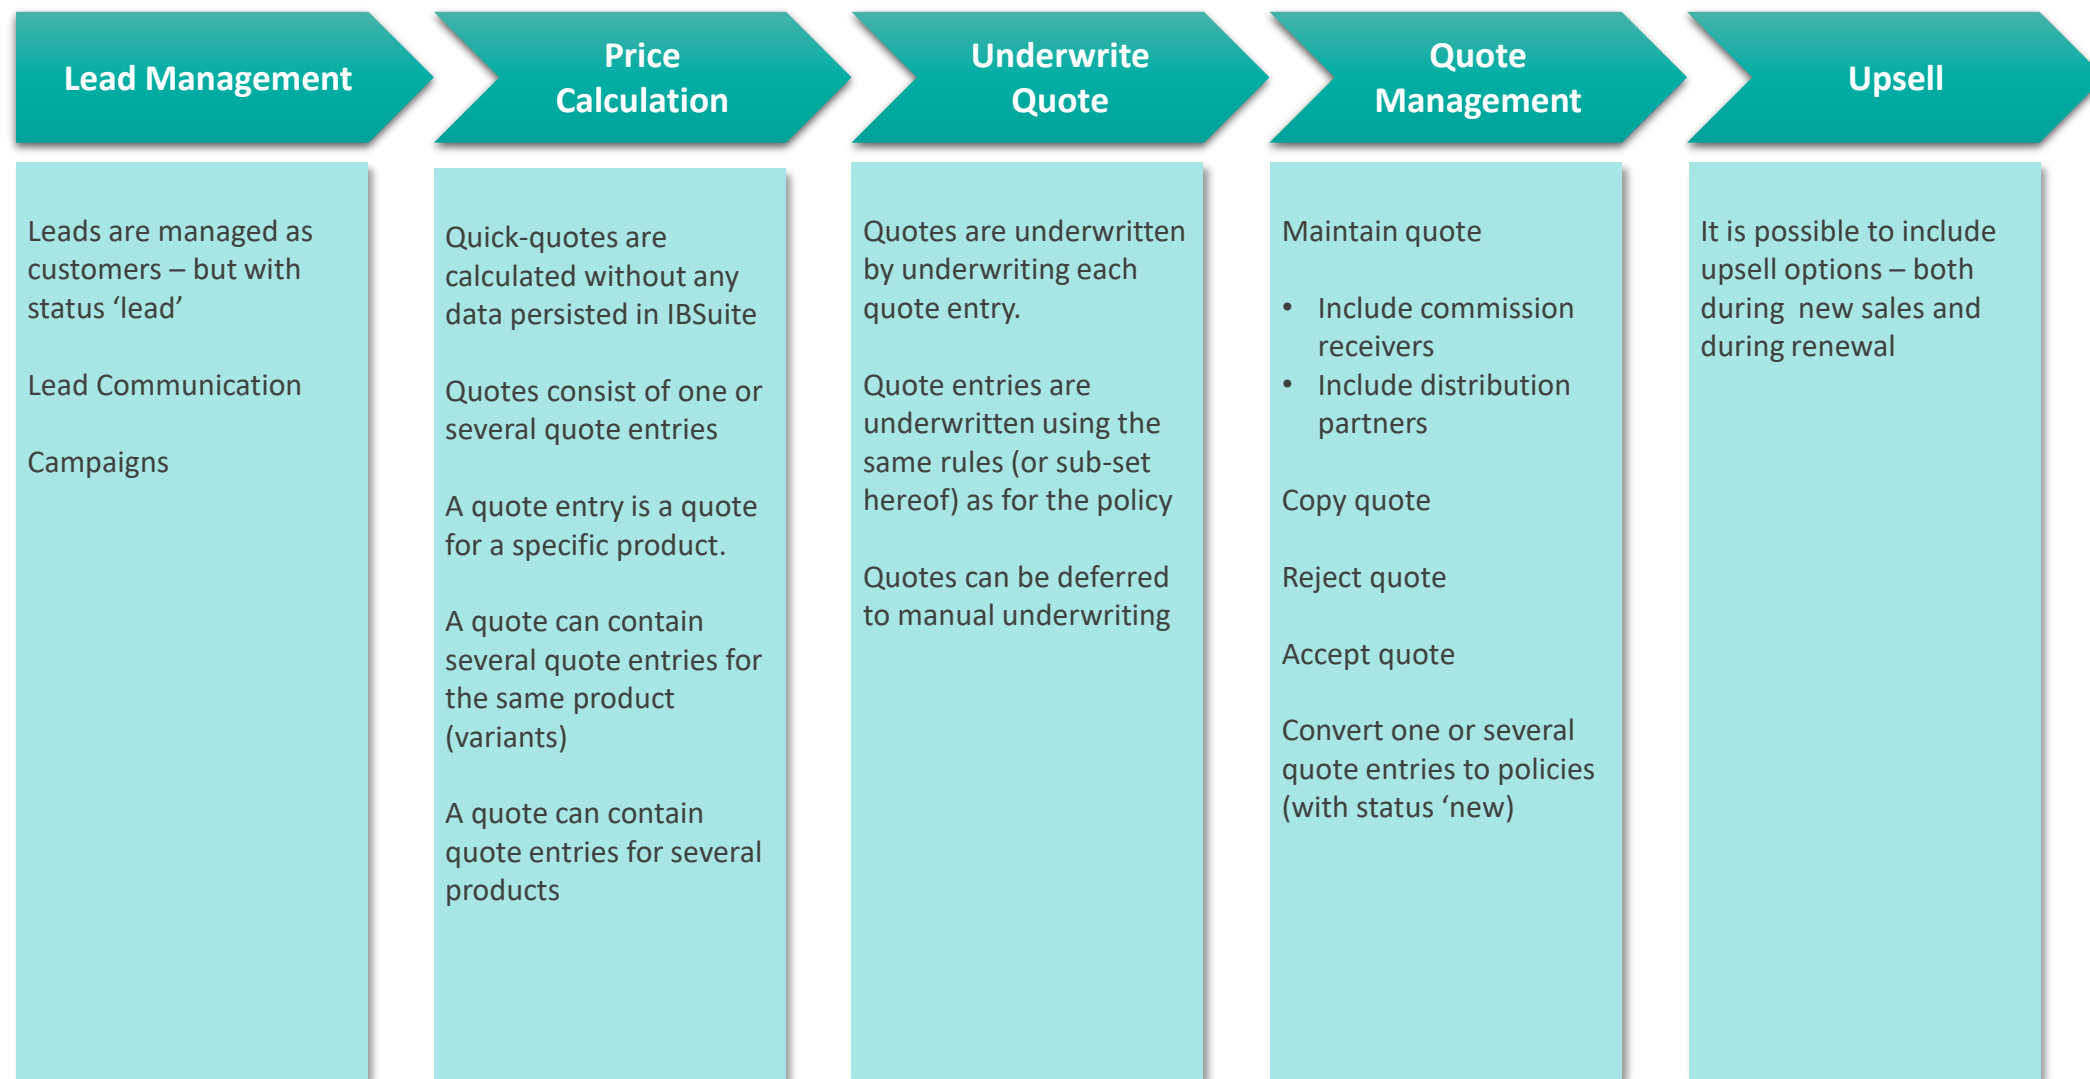 Lead Management
Price
Calculation
Underwrite
Quote
Quote
Management
Upsell
Leads are managed as
customers – but with
status ‘lead’
Lead Communication
Campaigns
Quick-quotes are
calculated without any
data persisted in IBSuite
Quotes consist of one or
several quote entries
A quote entry is a quote
for a specific product.
A quote can contain
several quote entries for
the same product
(variants)
A quote can contain
quote entries for several
products
Quotes are underwritten
by underwriting each
quote entry.
Quote entries are
underwritten using the
same rules (or sub-set
hereof) as for the policy
Quotes can be deferred
to manual underwriting
Maintain quote
• Include commission
receivers
• Include distribution
partners
Copy quote
Reject quote
Accept quote
Convert one or several
quote entries to policies
(with status ‘new)
It is possible to include
upsell options – both
during  new sales and
during renewal